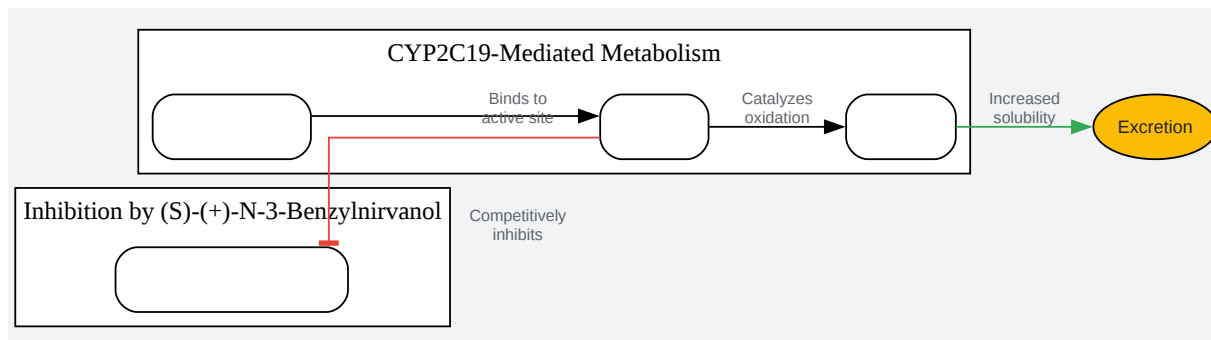 CYP2C19-Mediated Metabolism
Binds to
active site
Catalyzes
oxidation
Increased
solubility
Excretion
Inhibition by (S)-(+)-N-3-Benzylnirvanol
Competitively
inhibits